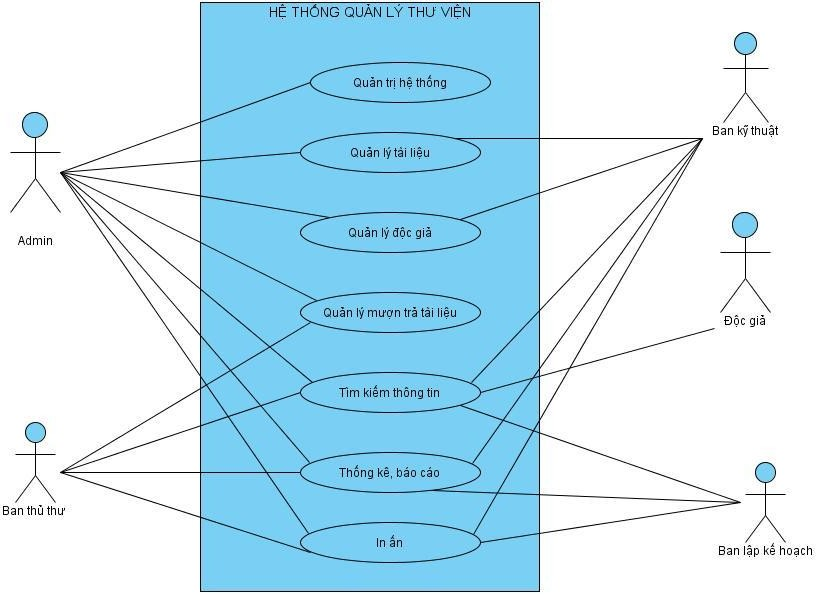 HỆ THỐNG QUẢN LÝ THƯ VIỆN
Quản trị hệ thống
Quản lý tài liệu
Quản lý độc giả
Quản lý mượn trả tài liệu
Tìm kiếm thông tin
Thống kê, báo cáo
In ấn
Admin
Ban thủ thư
Ban kỹ thuật
Độc giả
Ban lập kế hoạch